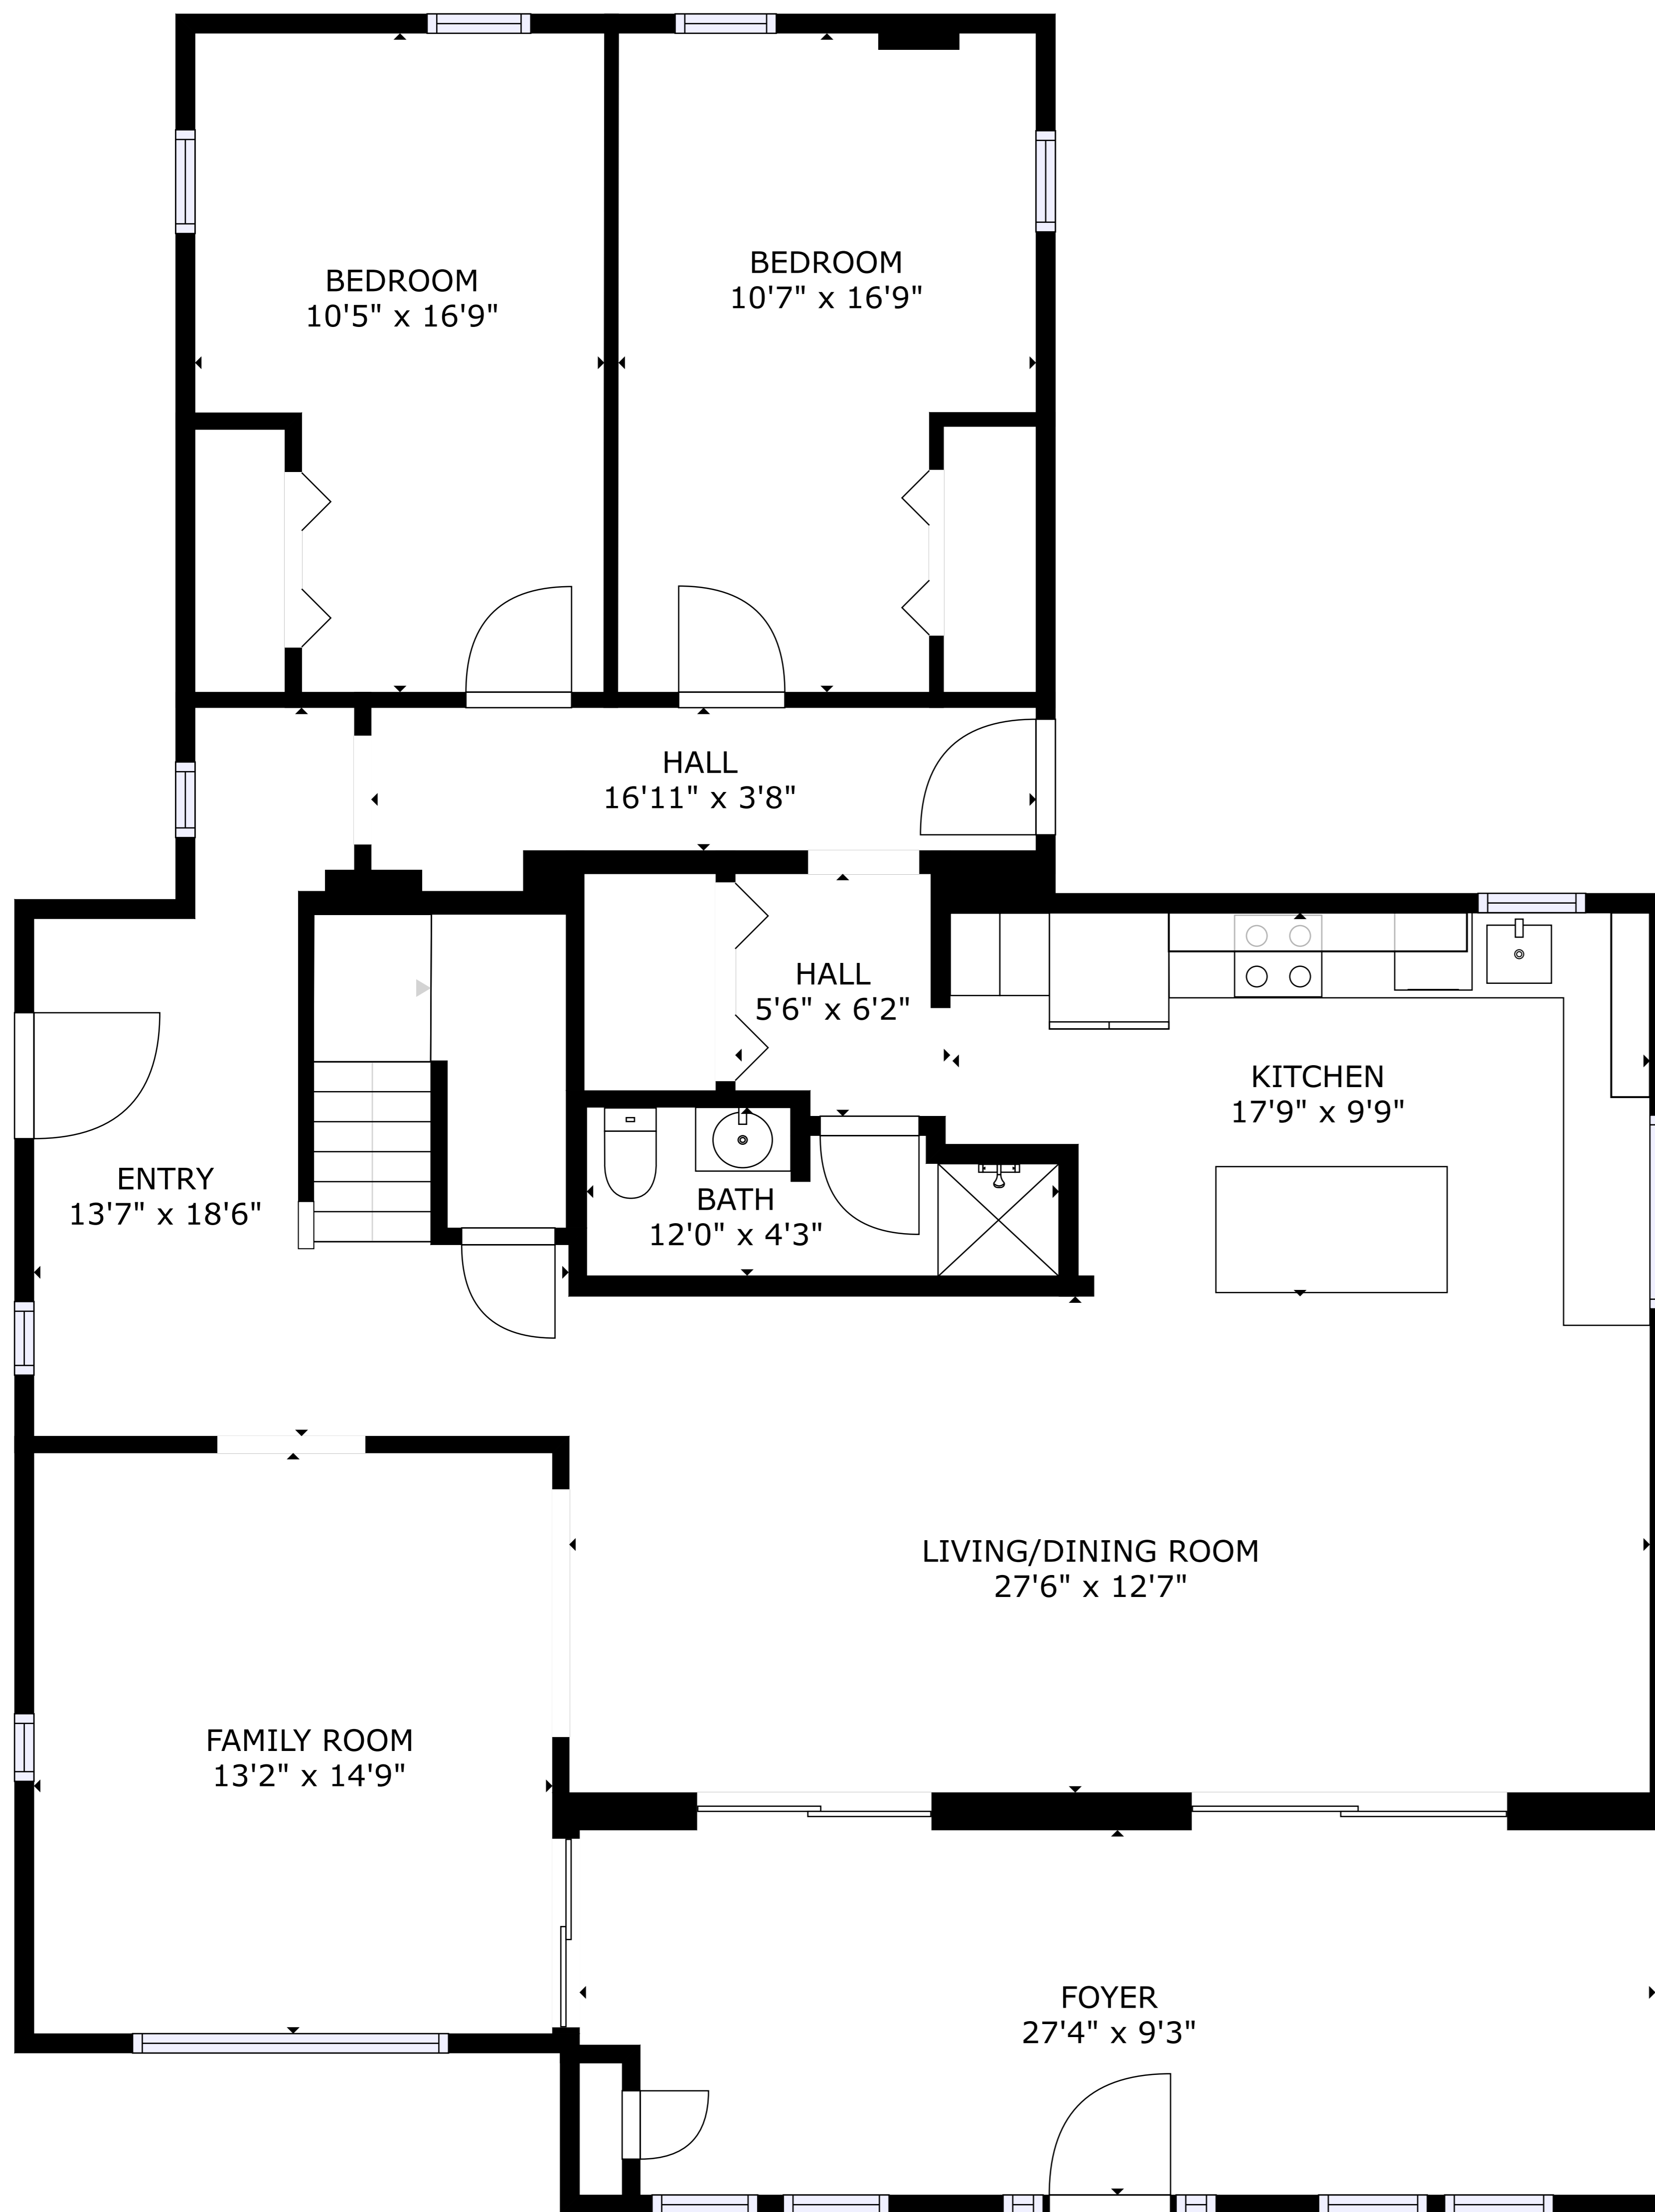 BEDROOM
10'5" x 16'9"
BEDROOM
10'7" x 16'9"
HALL
16'11" x 3'8"
HALL
5'6" x 6'2"
KITCHEN
17'9" x 9'9"
ENTRY
13'7" x 18'6"
BATH
12'0" x 4'3"
LIVING/DINING ROOM
27'6" x 12'7"
FAMILY ROOM
13'2" x 14'9"
FOYER
27'4" x 9'3"